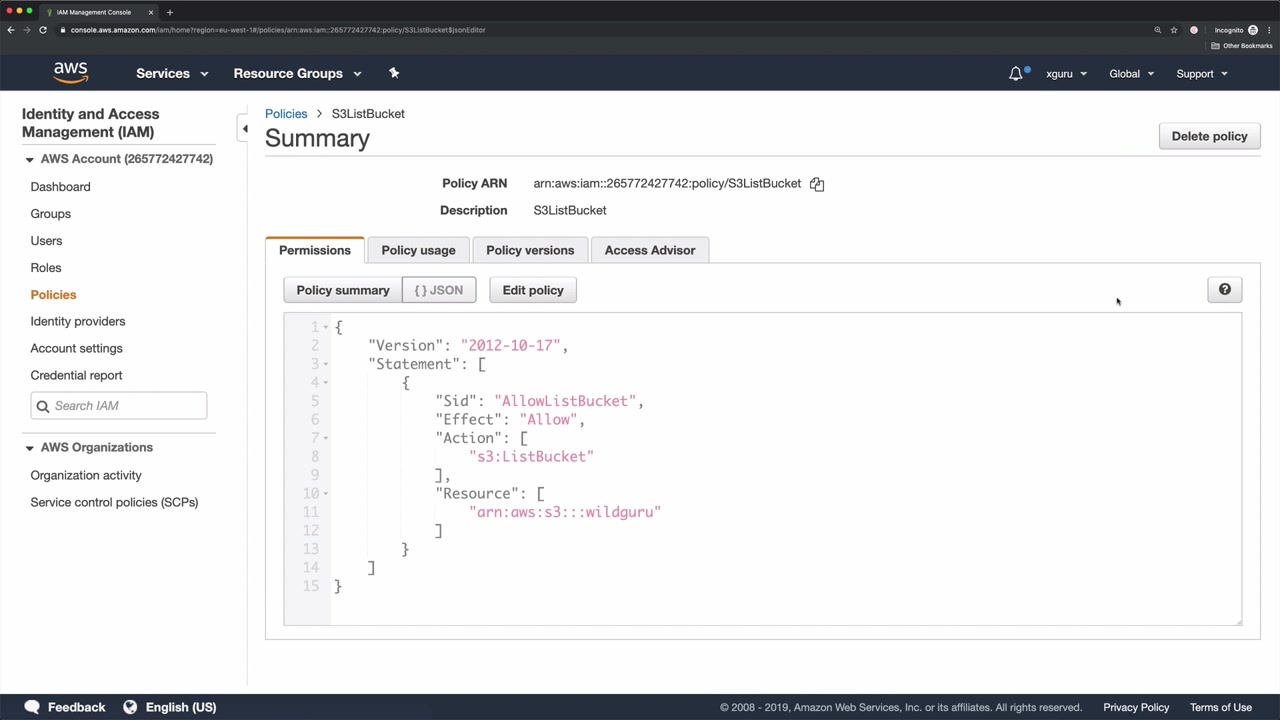 IAM Management Console
console.aws.amazon.com/iam/home?region=eu-west-1#/policies/arn:aws:iam::265772427742:policy/S3ListBucket$jsonEditor
Incognito
Other Bookmarks
aws
Services
Resource Groups
xguru
Global
Support
Identity and Access
Management (IAM)
AWS Account (265772427742)
Dashboard
Groups
Users
Roles
Policies
Identity providers
Account settings
Credential report
Search IAM
AWS Organizations
Organization activity
Service control policies (SCPs)
Policies > S3ListBucket
Summary
Delete policy
Policy ARN arn:aws:iam::265772427742:policy/S3ListBucket
Description S3ListBucket
Permissions
Policy usage
Policy versions
Access Advisor
Policy summary
{ } JSON
Edit policy
?
1 {
2 "Version": "2012-10-17",
3 "Statement": [
4 {
5 "Sid": "AllowListBucket",
6 "Effect": "Allow",
7 "Action": [
8 "s3:ListBucket"
9 ],
10 "Resource": [
11 "arn:aws:s3:::wildguru"
12 ]
13 }
14 ]
15 }
Feedback
English (US)
© 2008 - 2019, Amazon Web Services, Inc. or its affiliates. All rights reserved.
Privacy Policy
Terms of Use